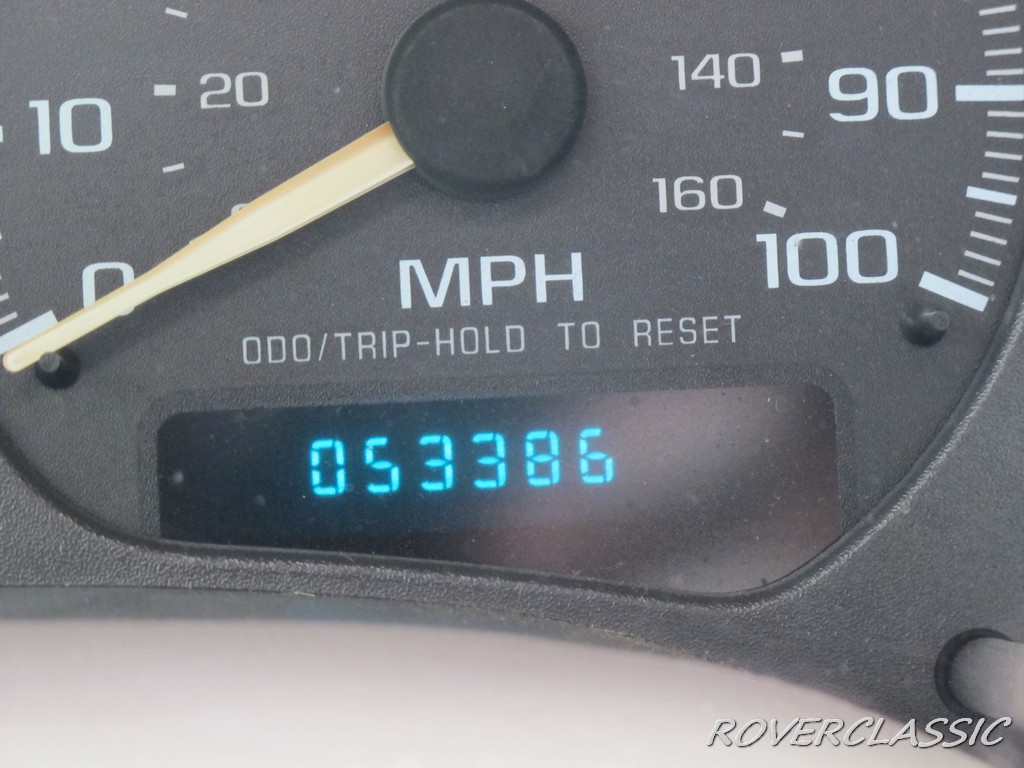 20
10
0
140
90
160
100
MPH
ODO/TRIP-HOLD TO RESET
053386
ROVERCLASSIC